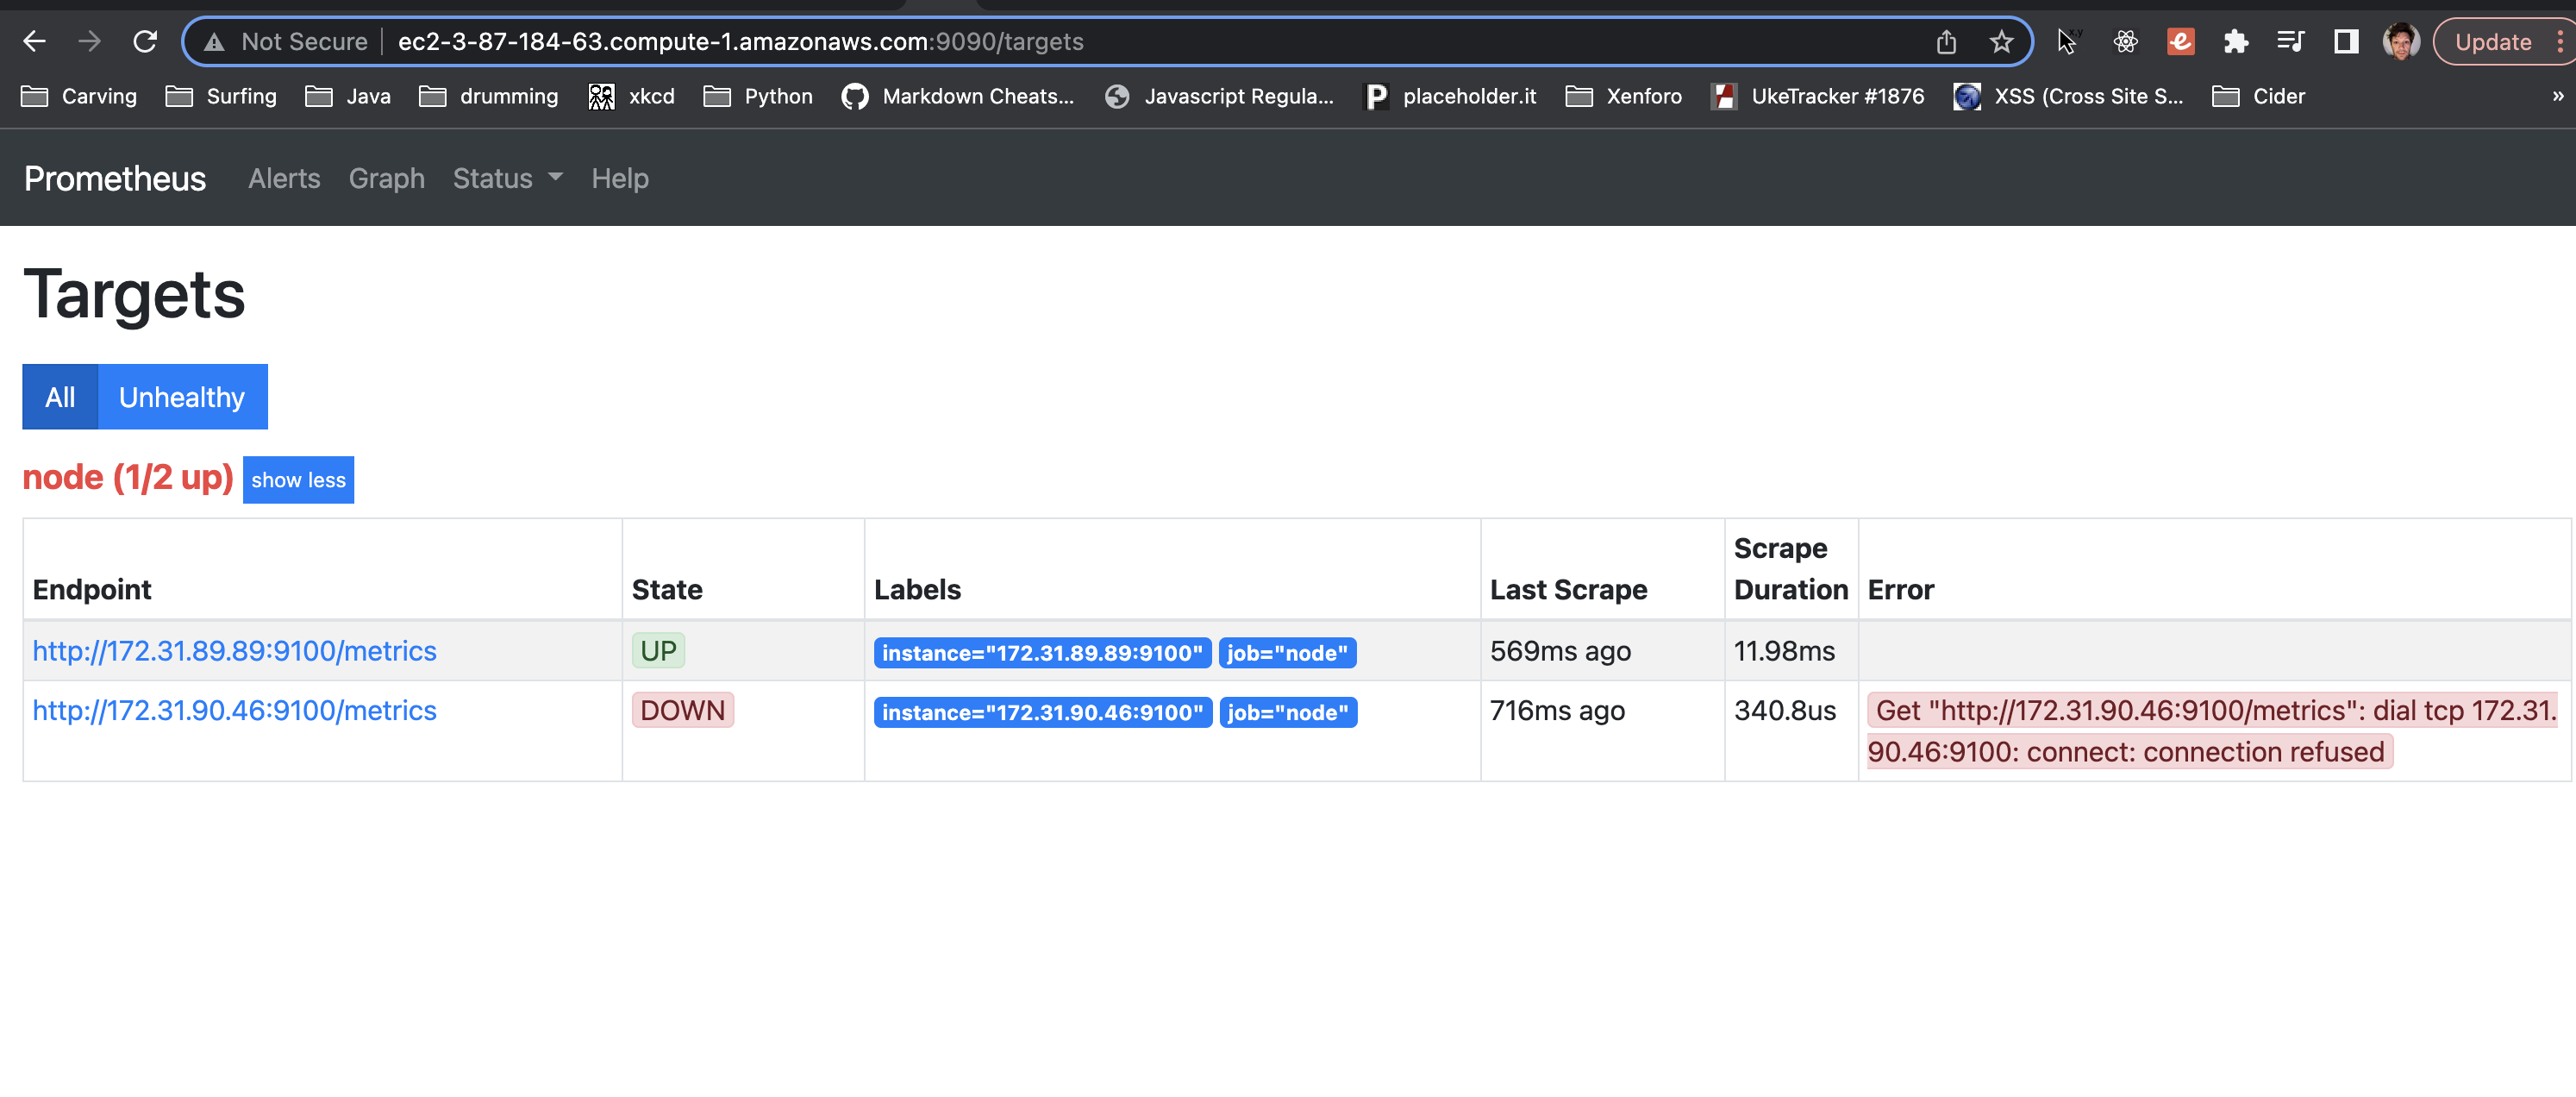 Not Secure ec2-3-87-184-63.compute-1.amazonaws.com:9090/targets x,y Update
Carving Surfing Java drumming xkcd Python Markdown Cheats... Javascript Regula... placeholder.it Xenforo UkeTracker #1876 XSS (Cross Site S... Cider »
Prometheus Alerts Graph Status Help
Targets
All Unhealthy
node (1/2 up) show less
Endpoint State Labels Last Scrape Scrape Duration Error
http://172.31.89.89:9100/metrics UP instance="172.31.89.89:9100" job="node" 569ms ago 11.98ms
http://172.31.90.46:9100/metrics DOWN instance="172.31.90.46:9100" job="node" 716ms ago 340.8us Get "http://172.31.90.46:9100/metrics": dial tcp 172.31.
90.46:9100: connect: connection refused